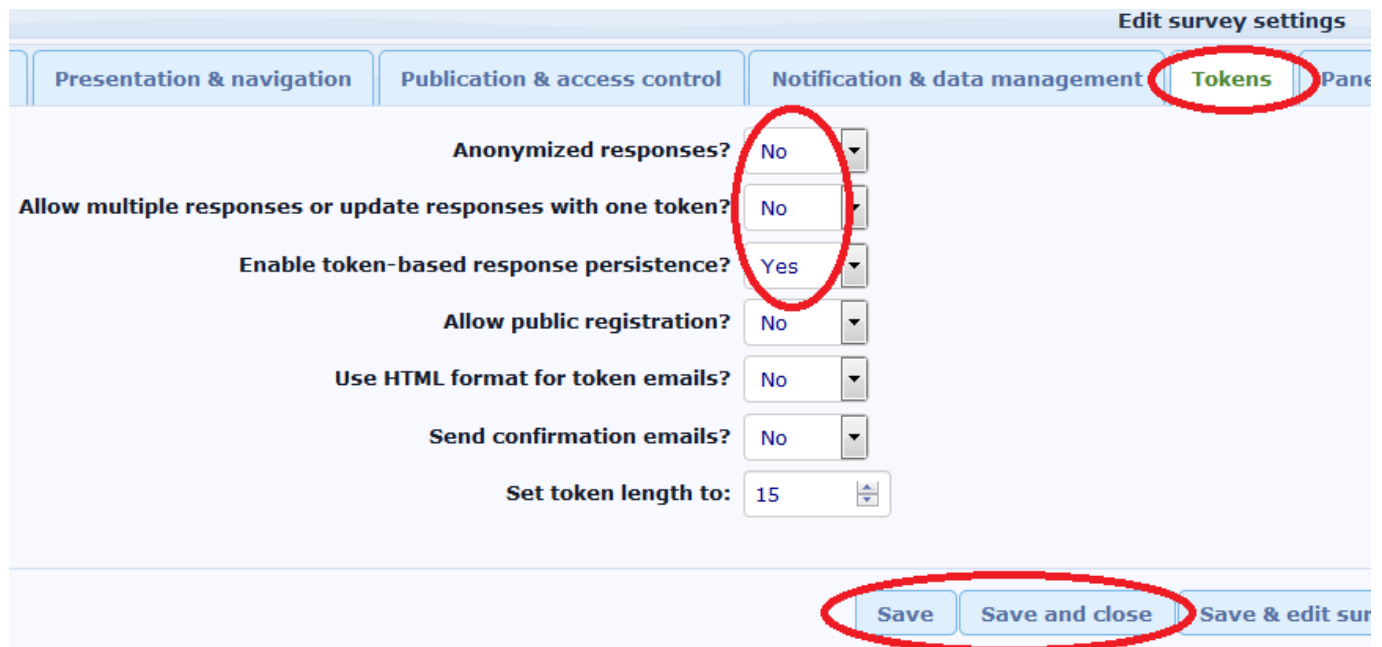 Edit survey settings
Presentation & navigation Publication & access control Notification & data management Tokens
Anonymized responses? No
Allow multiple responses or update responses with one token? No
Enable token-based response persistence? Yes
Allow public registration? No
Use HTML format for token emails? No
Send confirmation emails? No
Set token length to: 15
Save Save and close Save & edit